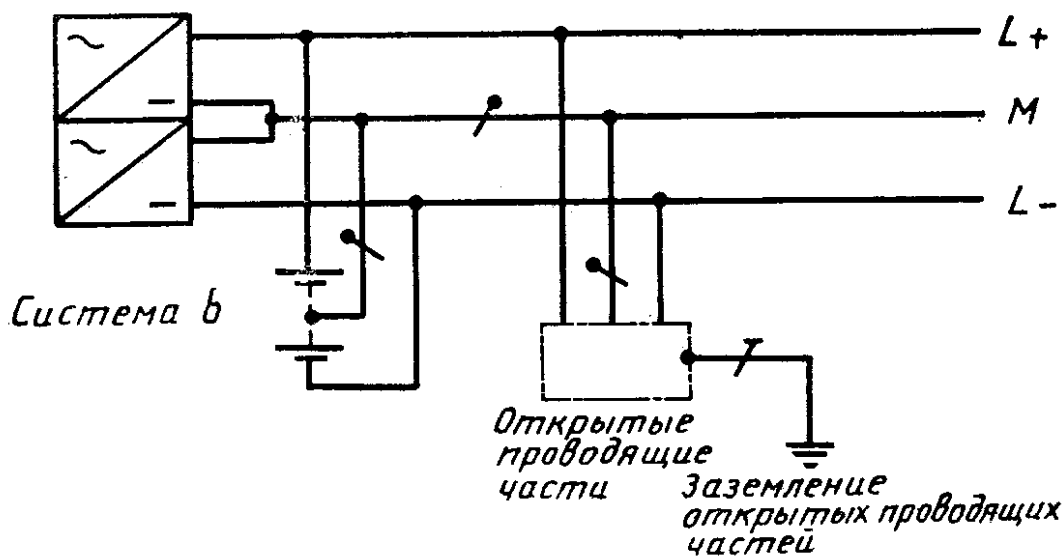 L+
M
L-
Система b
Открытые
проводящие
части
Заземление
открытых проводящих
частей